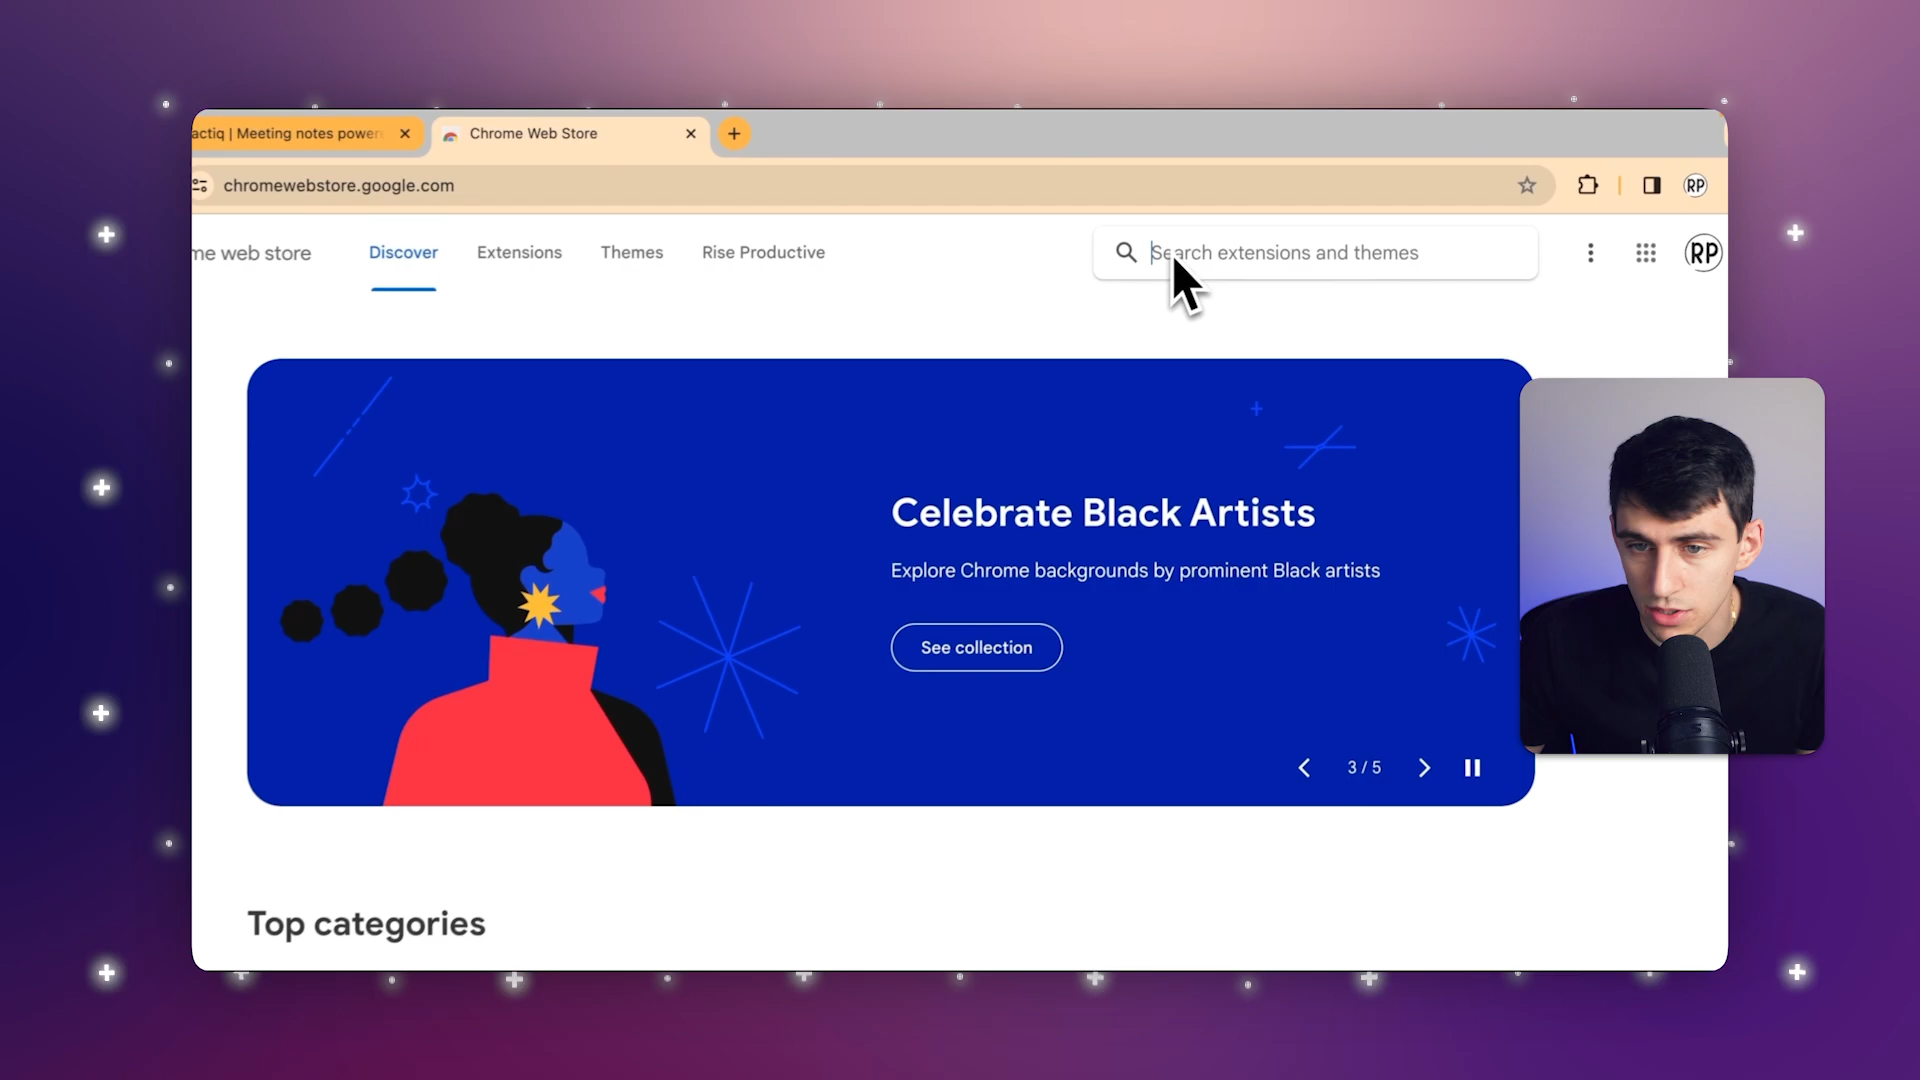 actiq | Meeting notes power
Chrome Web Store
chromewebstore.google.com
RP
me web store
Discover
Extensions
Themes
Rise Productive
Search extensions and themes
RP
Celebrate Black Artists
Explore Chrome backgrounds by prominent Black artists
See collection
3 / 5
Top categories